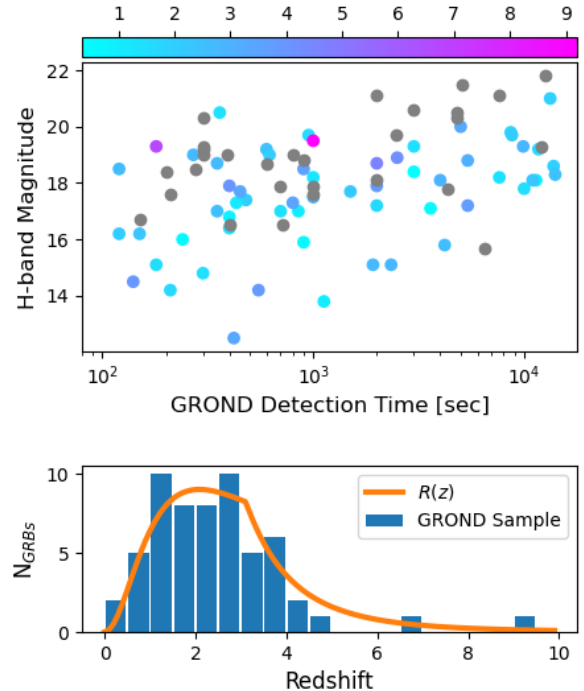 1 2 3 4 5 6 7 8 9
22
20
18
16
14
H-band Magnitude
10² 10³ 10⁴
GROND Detection Time [sec]
10
5
0
N_GRBs
R(z)
GROND Sample
0 2 4 6 8 10
Redshift